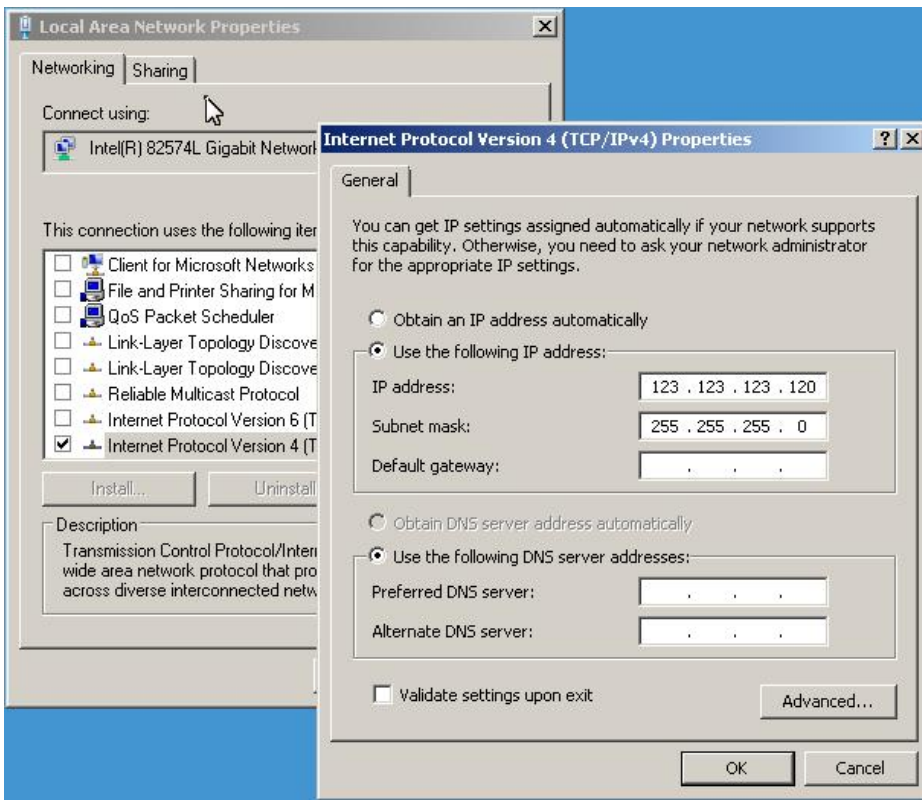 Local Area Network Properties
Networking
Sharing
Connect using:
Intel(R) 82574L Gigabit Network
This connection uses the following
Client for Microsoft Networks
File and Printer Sharing for M
QoS Packet Scheduler
Link-Layer Topology Discove
Link-Layer Topology Discove
Reliable Multicast Protocol
Internet Protocol Version 6 (T
Internet Protocol Version 4 (T
Install...
Uninstall
Description
Transmission Control Protocol/Inter
wide area network protocol that pro
across diverse interconnected netw
Internet Protocol Version 4 (TCP/IPv4) Properties
General
You can get IP settings assigned automatically if your network supports
this capability. Otherwise, you need to ask your network administrator
for the appropriate IP settings.
Obtain an IP address automatically
Use the following IP address:
IP address: 123 . 123 . 123 . 120
Subnet mask: 255 . 255 . 255 . 0
Default gateway: . . .
Obtain DNS server address automatically
Use the following DNS server addresses:
Preferred DNS server: . . .
Alternate DNS server: . . .
Validate settings upon exit
Advanced...
OK
Cancel